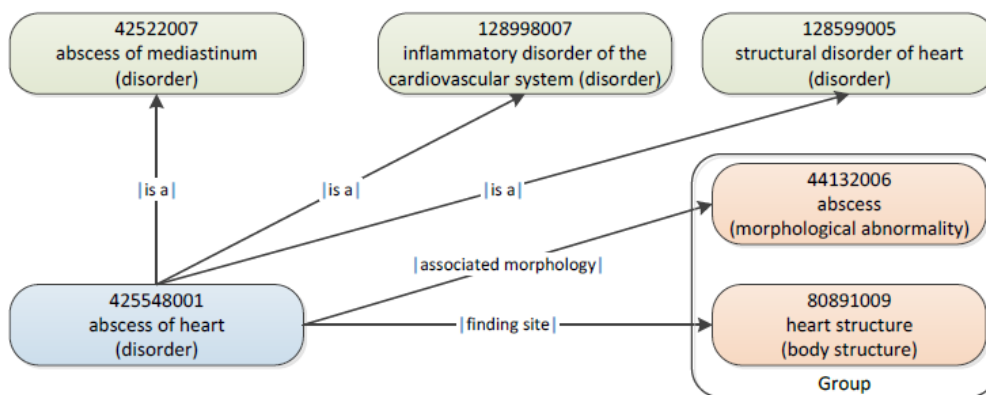 42522007
abscess of mediastinum
(disorder)
128998007
inflammatory disorder of the
cardiovascular system (disorder)
128599005
structural disorder of heart
(disorder)
|is a|
|is a|
|is a|
44132006
abscess
(morphological abnormality)
|associated morphology|
425548001
abscess of heart
(disorder)
|finding site|
80891009
heart structure
(body structure)
Group